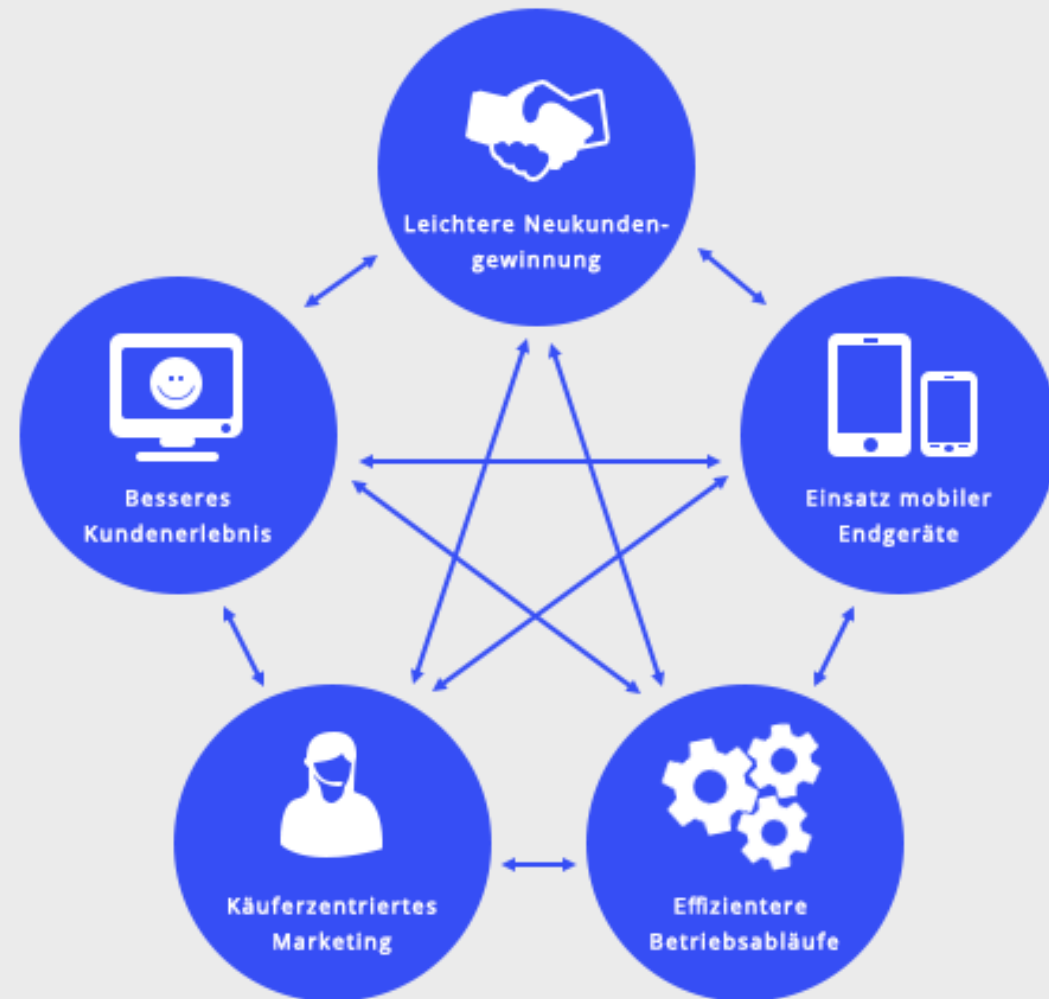 Leichtere Neukunden-
gewinnung
Besseres
Kundenerlebnis
Einsatz mobiler
Endgeräte
Käuferzentriertes
Marketing
Effizientere
Betriebsabläufe